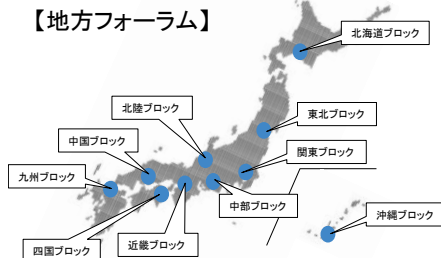 【地方フォーラム】
北海道ブロック
北陸ブロック
東北ブロック
中国ブロック
関東ブロック
九州ブロック
中部ブロック
沖縄ブロック
近畿ブロック
四国ブロック